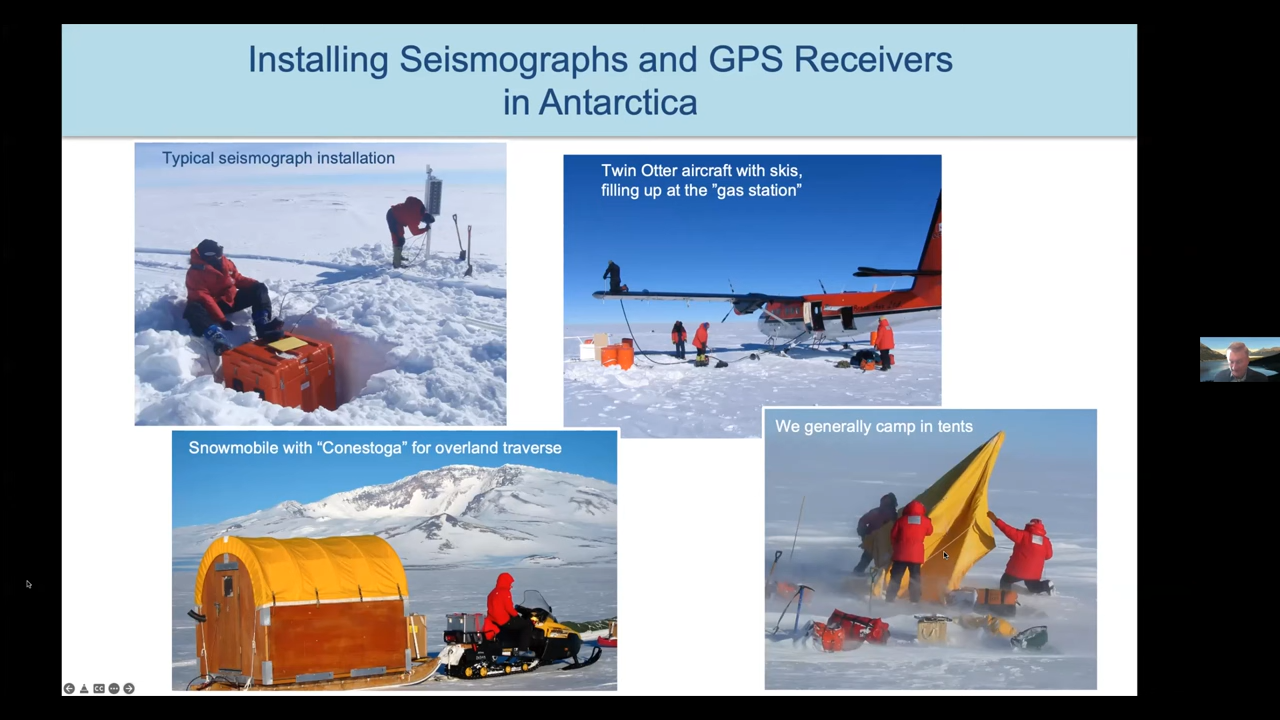 Installing Seismographs and GPS Receivers
in Antarctica
Typical seismograph installation
Twin Otter aircraft with skis,
filling up at the ”gas station”
Snowmobile with “Conestoga” for overland traverse
We generally camp in tents
CC